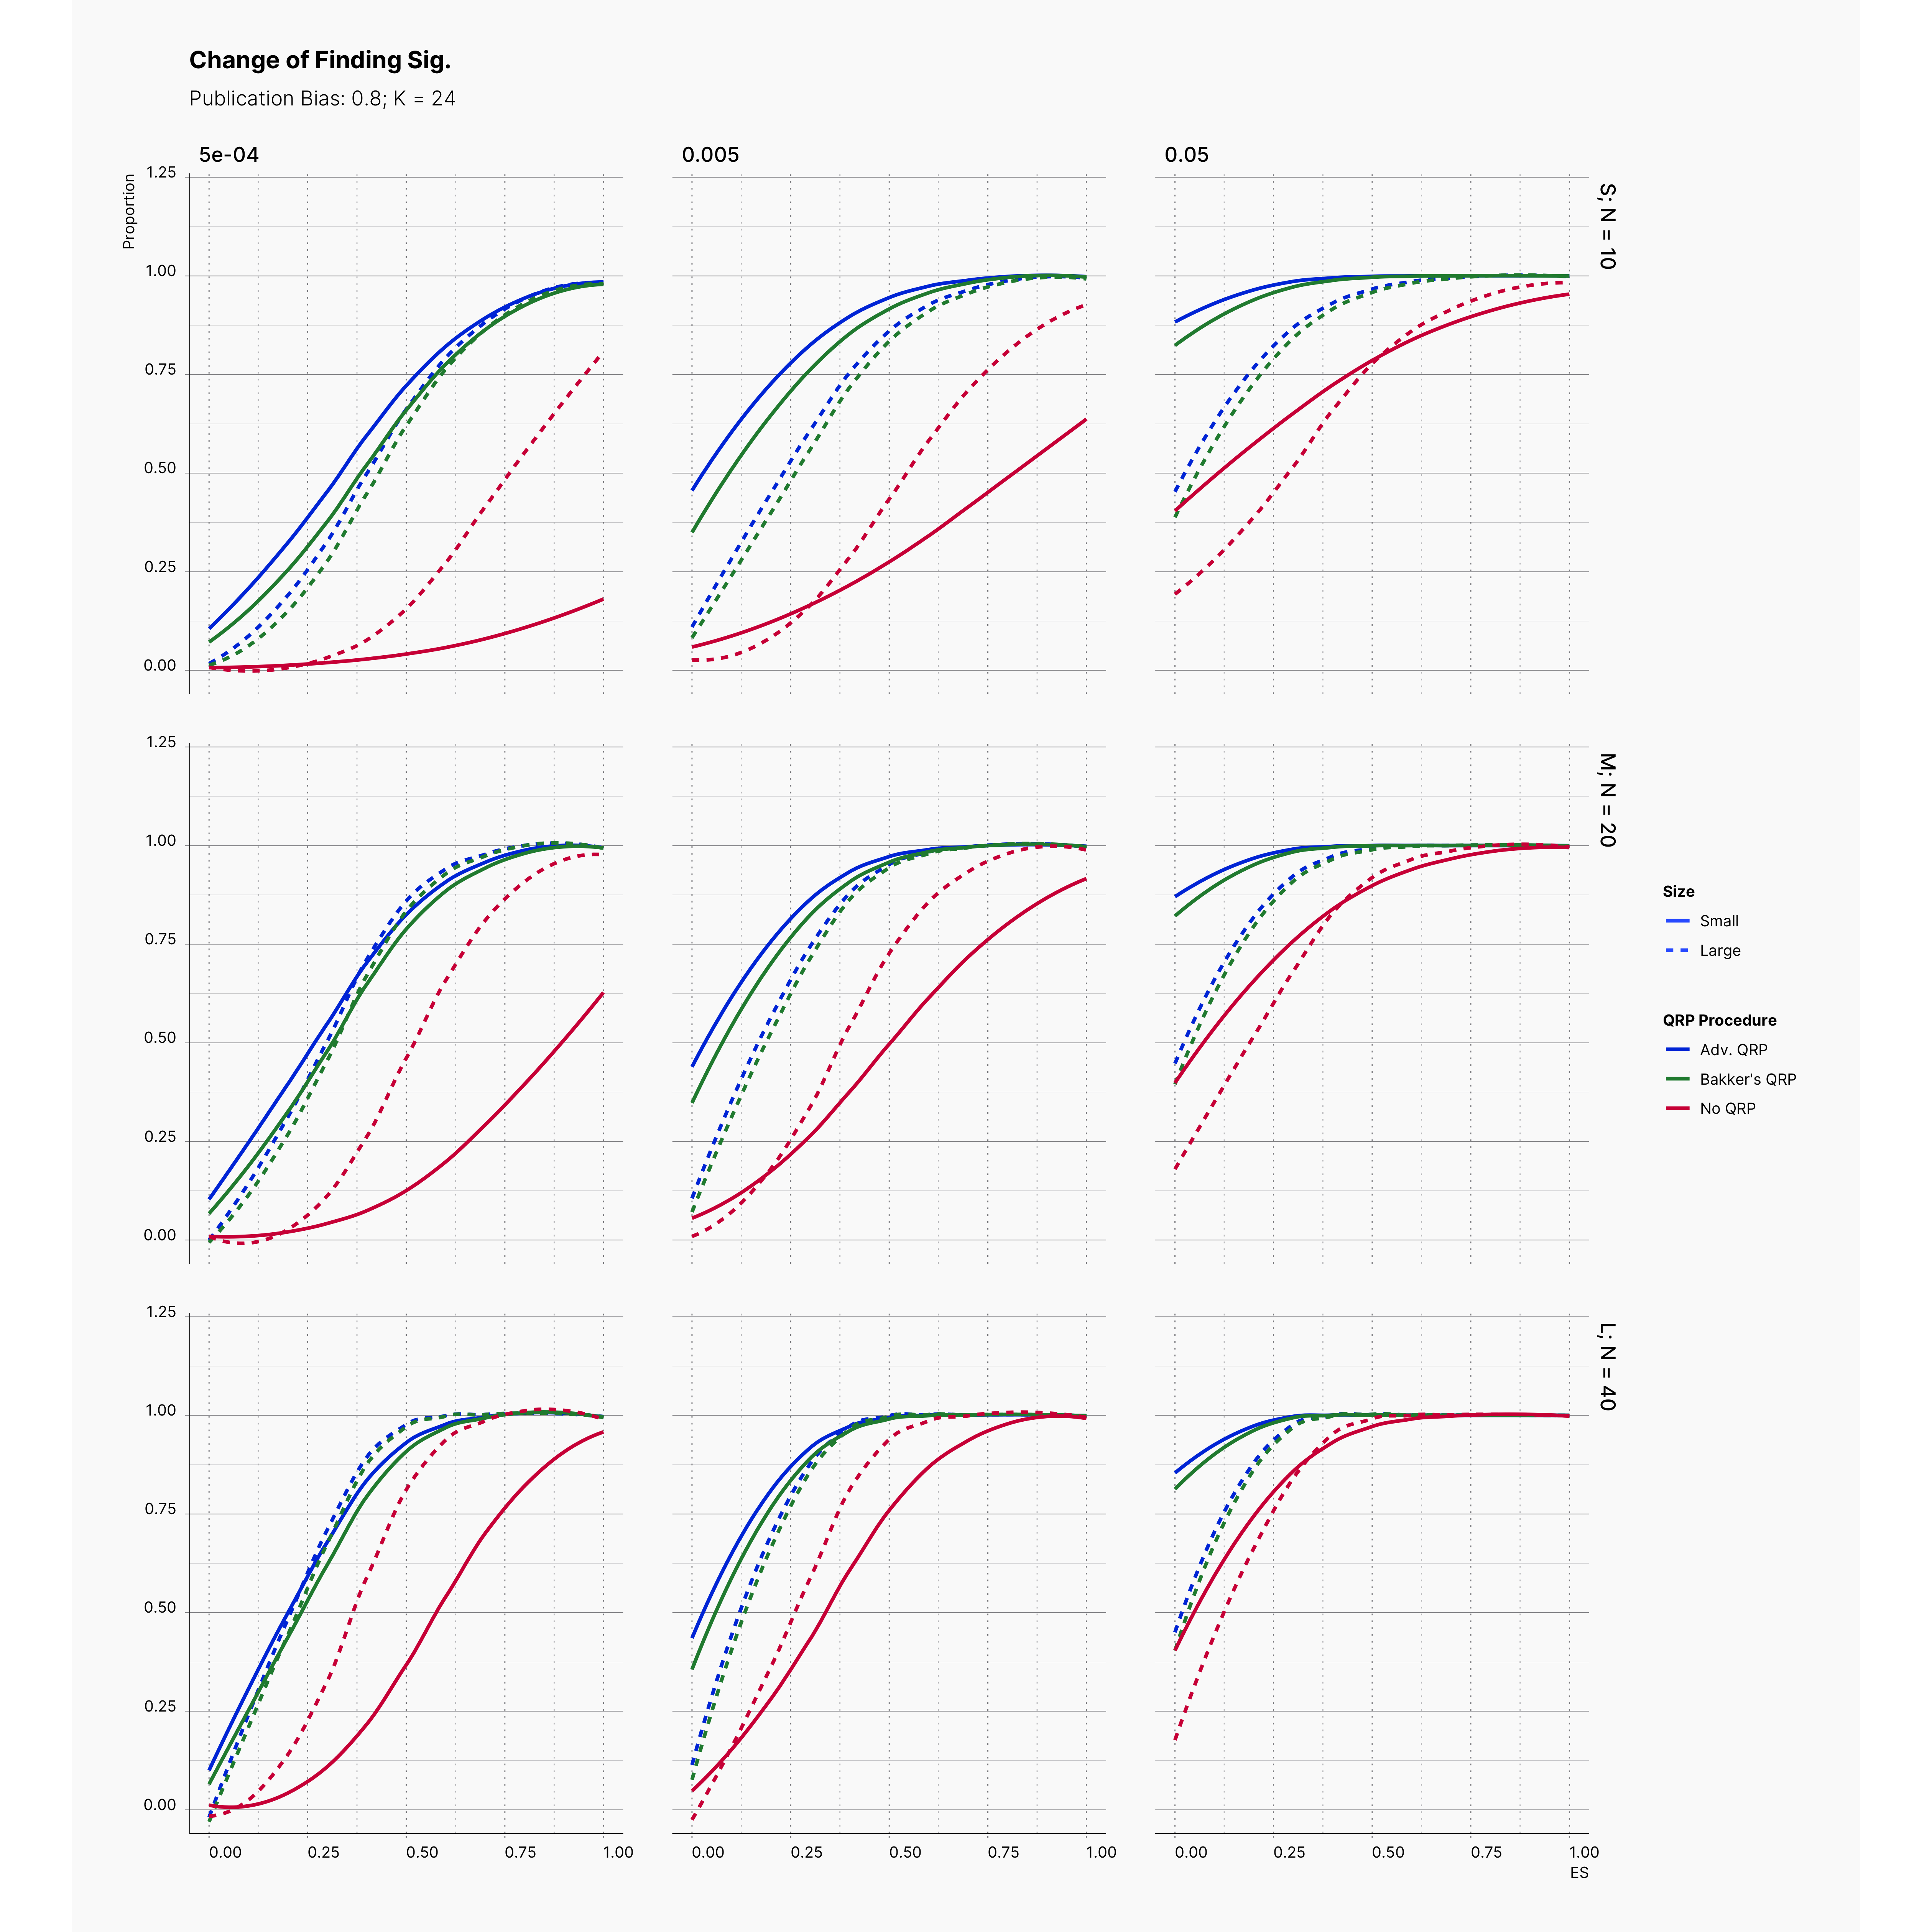 Change of Finding Sig.
Publication Bias: 0.8; K = 24
5e-04
0.005
0.05
Proportion
1.25
1.00
0.75
0.50
0.25
0.00
S; N = 10
1.25
1.00
0.75
0.50
0.25
0.00
M; N = 20
1.25
1.00
0.75
0.50
0.25
0.00
L; N = 40
0.00 0.25 0.50 0.75 1.00
0.00 0.25 0.50 0.75 1.00
0.00 0.25 0.50 0.75 1.00
ES
Size
Small
Large
QRP Procedure
Adv. QRP
Bakker's QRP
No QRP